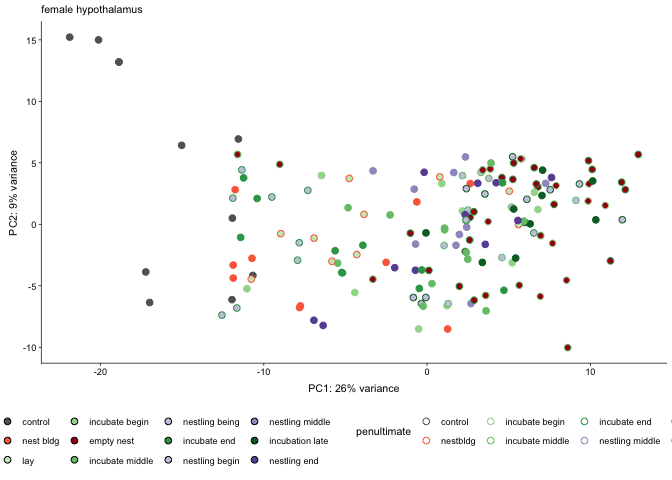 female hypothalamus
PC2: 9% variance
15
10
5
0
-5
-10
-20
-10
0
10
PC1: 26% variance
control
incubate begin
nestling being
nestling middle
nest bldg
empty nest
incubate end
incubation late
lay
incubate middle
nestling begin
nestling end
penultimate
control
incubate begin
incubate end
nestbldg
incubate middle
nestling middle